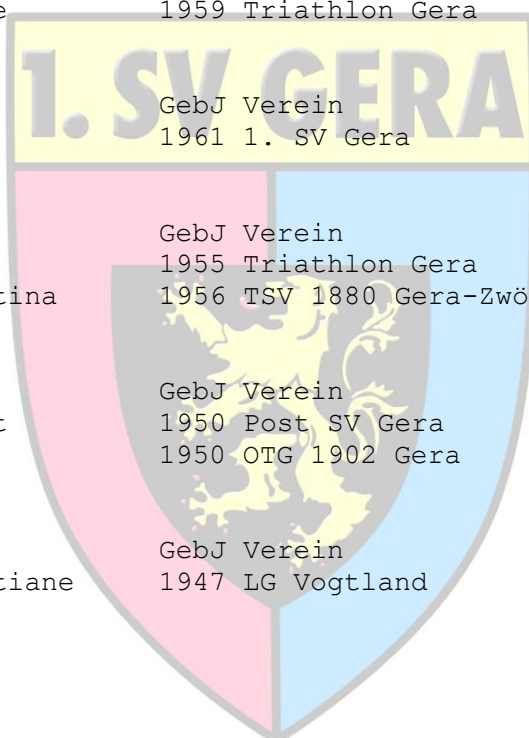 1959 Triathlon Gera
1. SV GERA
GebJ Verein
1961 1. SV Gera
GebJ Verein
1955 Triathlon Gera
tina 1956 TSV 1880 Gera-Zwö
GebJ Verein
1950 Post SV Gera
1950 OTG 1902 Gera
GebJ Verein
tiane 1947 LG Vogtland